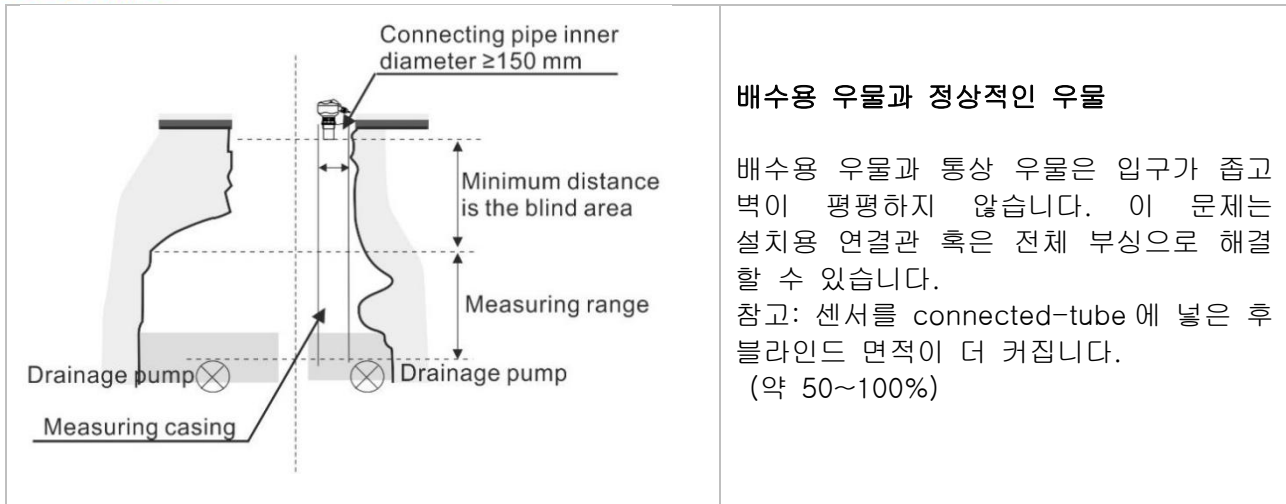 Connecting pipe inner
diameter ≥150 mm
Minimum distance
is the blind area
Measuring range
Drainage pump
Drainage pump
Measuring casing
배수용 우물과 정상적인 우물
배수용 우물과 통상 우물은 입구가 좁고
벽이 평평하지 않습니다. 이 문제는
설치용 연결관 혹은 전체 부싱으로 해결
할 수 있습니다.
참고: 센서를 connected-tube 에 넣은 후
블라인드 면적이 더 커집니다.
(약 50~100%)